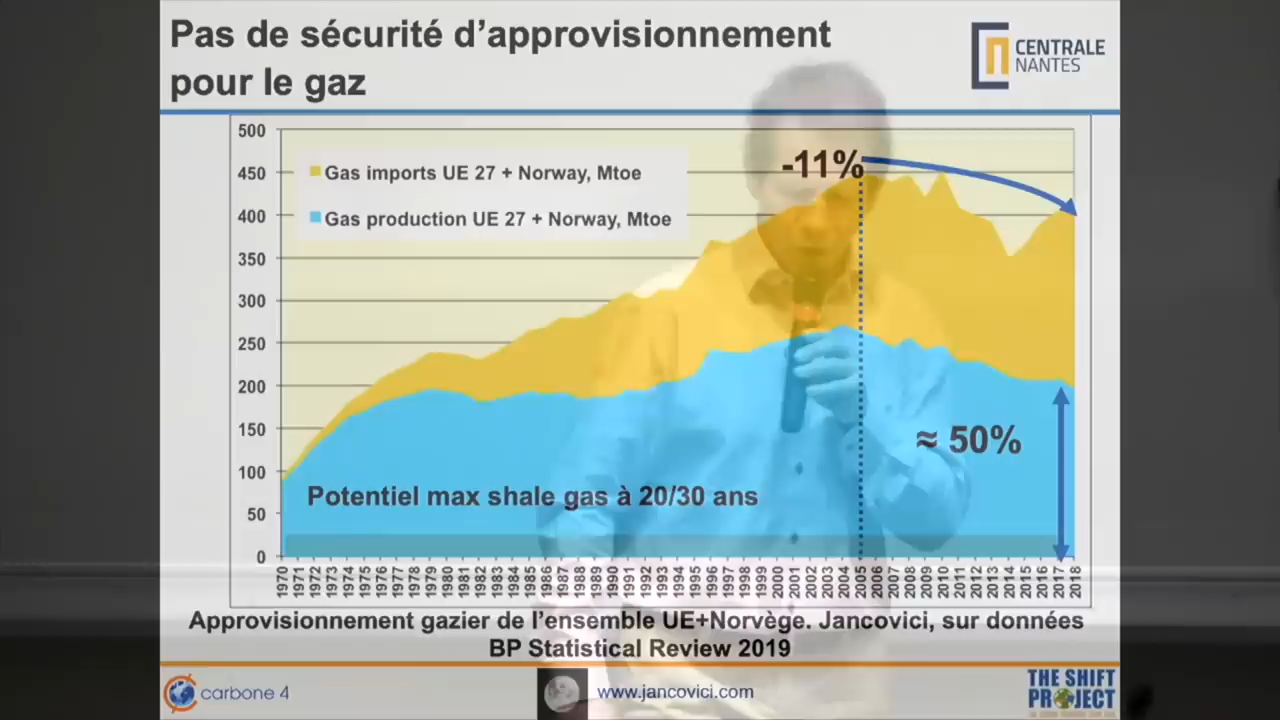 Pas de sécurité d’approvisionnement
pour le gaz
CENTRALE
NANTES
500
450
400
350
300
250
200
150
100
50
0
Gas imports UE 27 + Norway, Mtoe
Gas production UE 27 + Norway, Mtoe
-11%
≈ 50%
Potentiel max shale gas à 20/30 ans
1970 1971 1972 1973 1974 1975 1976 1977 1978 1979 1980 1981 1982 1983 1984 1985 1986 1987 1988 1989 1990 1991 1992 1993 1994 1995 1996 1997 1998 1999 2000 2001 2002 2003 2004 2005 2006 2007 2008 2009 2010 2011 2012 2013 2014 2015 2016 2017 2018
Approvisionnement gazier de l’ensemble UE+Norvège. Jancovici, sur données
BP Statistical Review 2019
carbone 4
www.jancovici.com
THE SHIFT
PROJECT